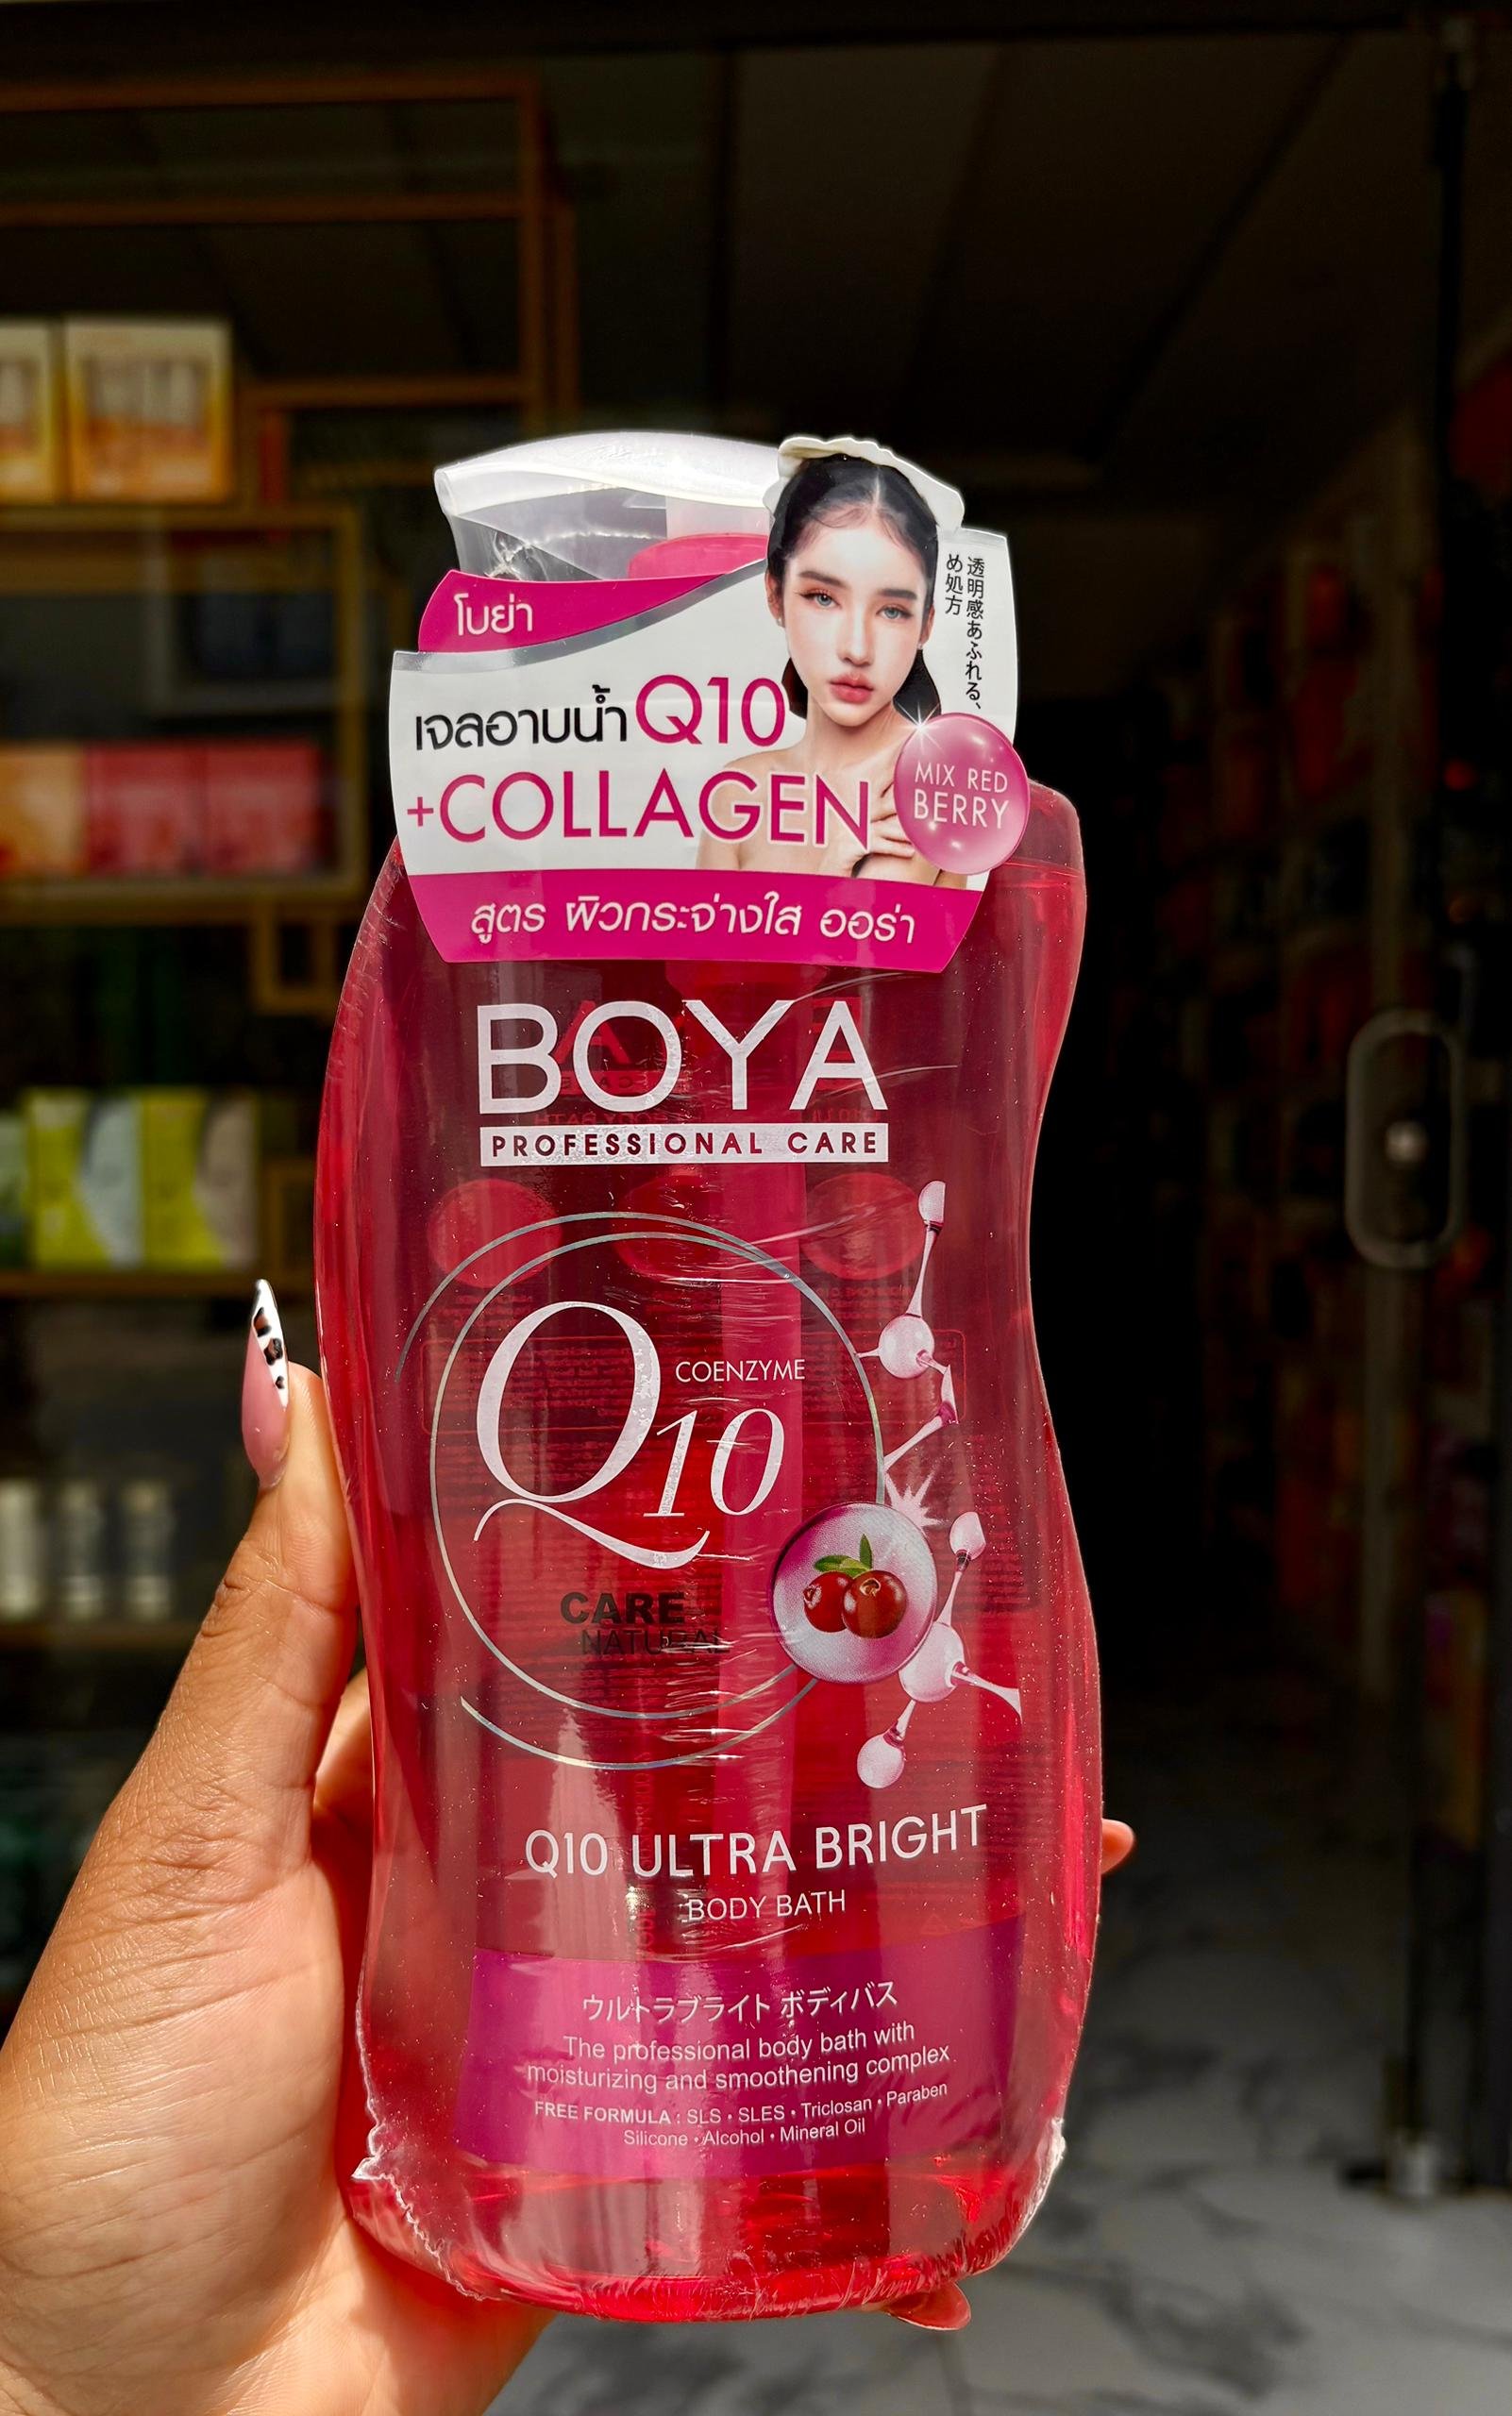 โบย่า
เจลอาบน้ำ Q10
+COLLAGEN
透明感あふれる、
め処方
MIX RED
BERRY
สูตร ผิวกระจ่างใส ออร่า
BOYA
PROFESSIONAL CARE
COENZYME
Q10
CARE
NATURAL
Q10 ULTRA BRIGHT
BODY BATH
ウルトラブライト ボディバス
The professional body bath with
moisturizing and smoothening complex
FREE FORMULA : SLS • SLES • Triclosan • Paraben
Silicone • Alcohol • Mineral Oil